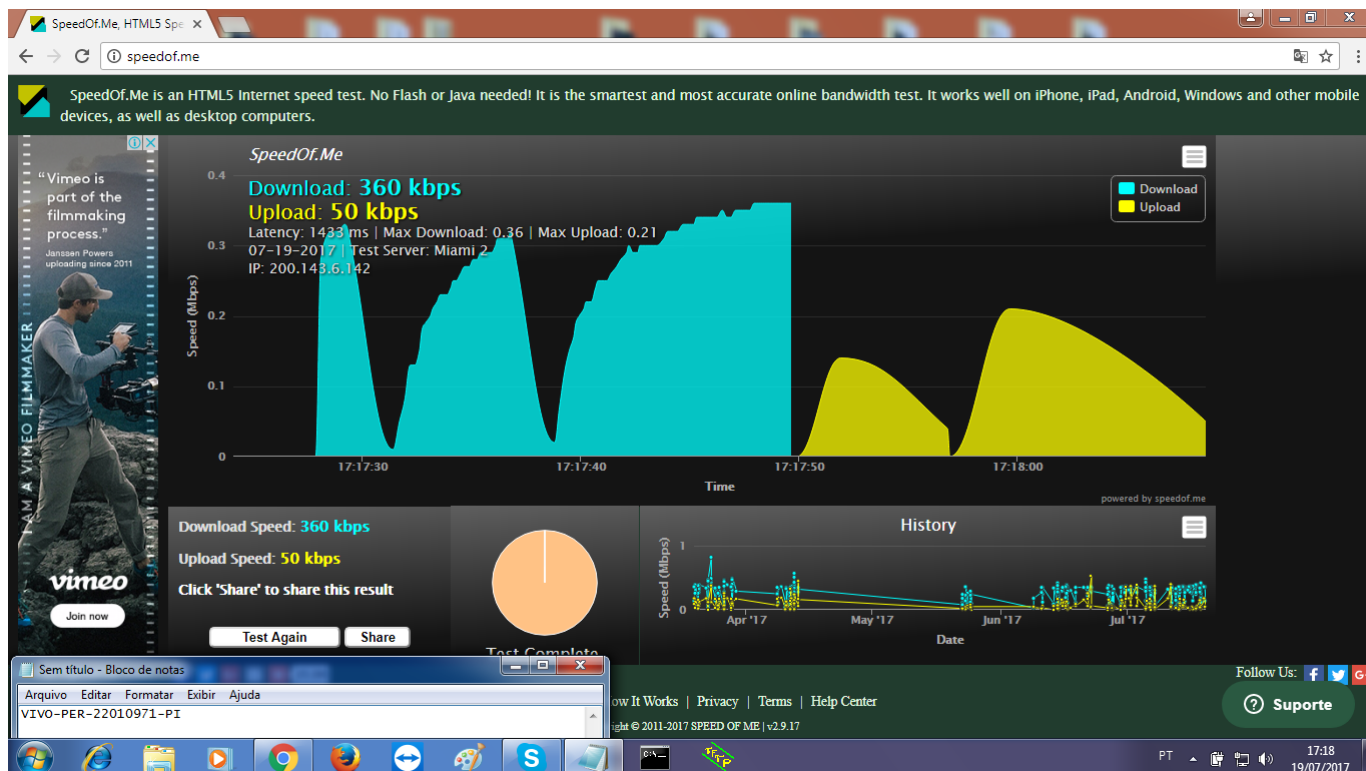 SpeedOf.Me, HTML5 Spe
speedof.me
SpeedOf.Me is an HTML5 Internet speed test. No Flash or Java needed! It is the smartest and most accurate online bandwidth test. It works well on iPhone, iPad, Android, Windows and other mobile
devices, as well as desktop computers.
“Vimeo is
part of the
filmmaking
process.”
Janssen Powers
uploading since 2011
I AM A VIMEO FILMMAKER
vimeo
Join now
SpeedOf.Me
Download: 360 kbps
Upload: 50 kbps
Latency: 1433 ms | Max Download: 0.36 | Max Upload: 0.21
07-19-2017 | Test Server: Miami 2
IP: 200.143.6.142
Download
Upload
Speed (Mbps)
0.4
0.3
0.2
0.1
0
17:17:30 17:17:40 17:17:50 17:18:00
Time
powered by speedof.me
Download Speed: 360 kbps
Upload Speed: 50 kbps
Click 'Share' to share this result
Test Again Share
Test Complete
History
Speed (Mbps)
1
0
Apr '17 May '17 Jun '17 Jul '17
Date
Sem título - Bloco de notas
Arquivo Editar Formatar Exibir Ajuda
VIVO-PER-22010971-PI
ow It Works | Privacy | Terms | Help Center
ight © 2011-2017 SPEED OF ME | v2.9.17
Follow Us:
Suporte
C:\
TFTP
PT
17:18
19/07/2017